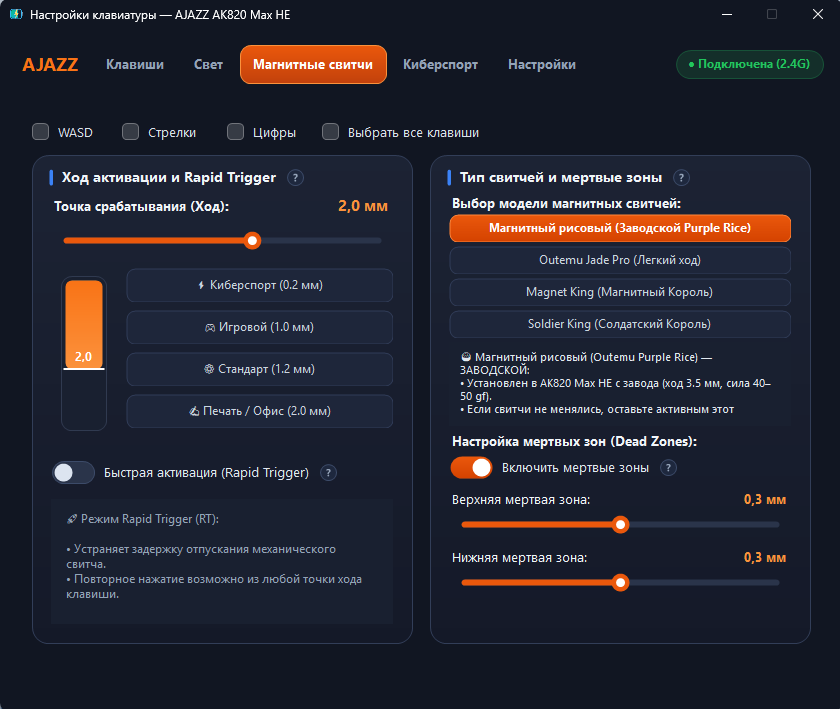 Настройки клавиатуры — AJAZZ AK820 Max HE
AJAZZ
Клавиши
Свет
Магнитные свитчи
Киберспорт
Настройки
● Подключена (2.4G)
WASD
Стрелки
Цифры
Выбрать все клавиши
Ход активации и Rapid Trigger ?
Точка срабатывания (Ход): 2,0 мм
2,0
Киберспорт (0.2 мм)
Игровой (1.0 мм)
Стандарт (1.2 мм)
Печать / Офис (2.0 мм)
Быстрая активация (Rapid Trigger) ?
Режим Rapid Trigger (RT):
• Устраняет задержку отпускания механического
свитча.
• Повторное нажатие возможно из любой точки хода
клавиши.
Тип свитчей и мертвые зоны ?
Выбор модели магнитных свитчей:
Магнитный рисовый (Заводской Purple Rice)
Outemu Jade Pro (Легкий ход)
Magnet King (Магнитный Король)
Soldier King (Солдатский Король)
Магнитный рисовый (Outemu Purple Rice) —
ЗАВОДСКОЙ:
• Установлен в AK820 Max HE с завода (ход 3.5 мм, сила 40–
50 gf).
• Если свитчи не менялись, оставьте активным этот
Настройка мертвых зон (Dead Zones):
Включить мертвые зоны ?
Верхняя мертвая зона: 0,3 мм
Нижняя мертвая зона: 0,3 мм